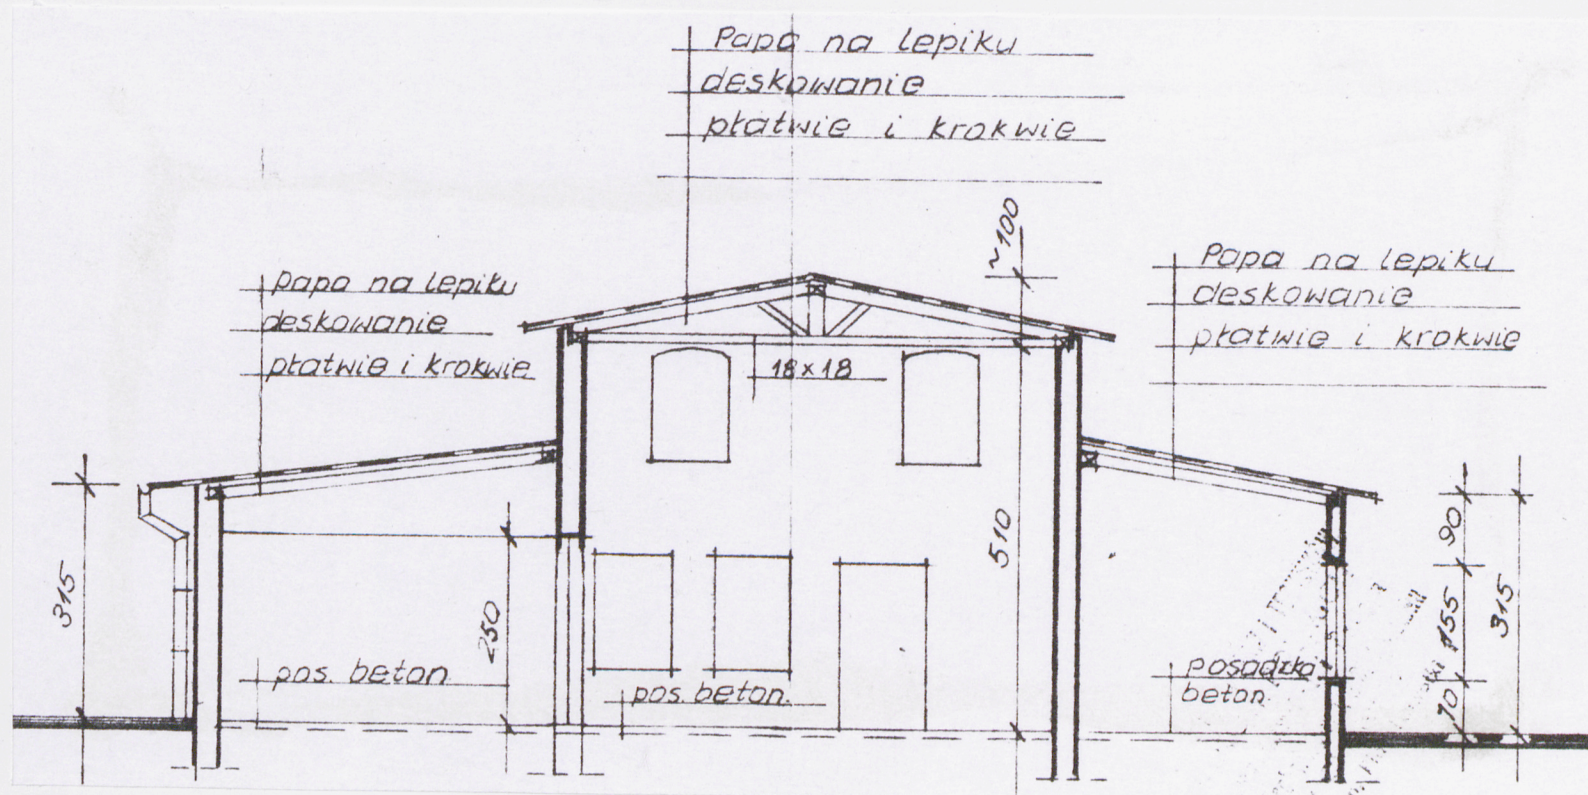 Papa na lepiku
deskowanie
płatwie i krokwie
~100
papa na lepiku
deskowanie
płatwie i krokwie
Papa na lepiku
deskowanie
płatwie i krokwie
18×18
315
250
510
90
155
70
315
pos. beton.
pos. beton.
posadzka
beton.